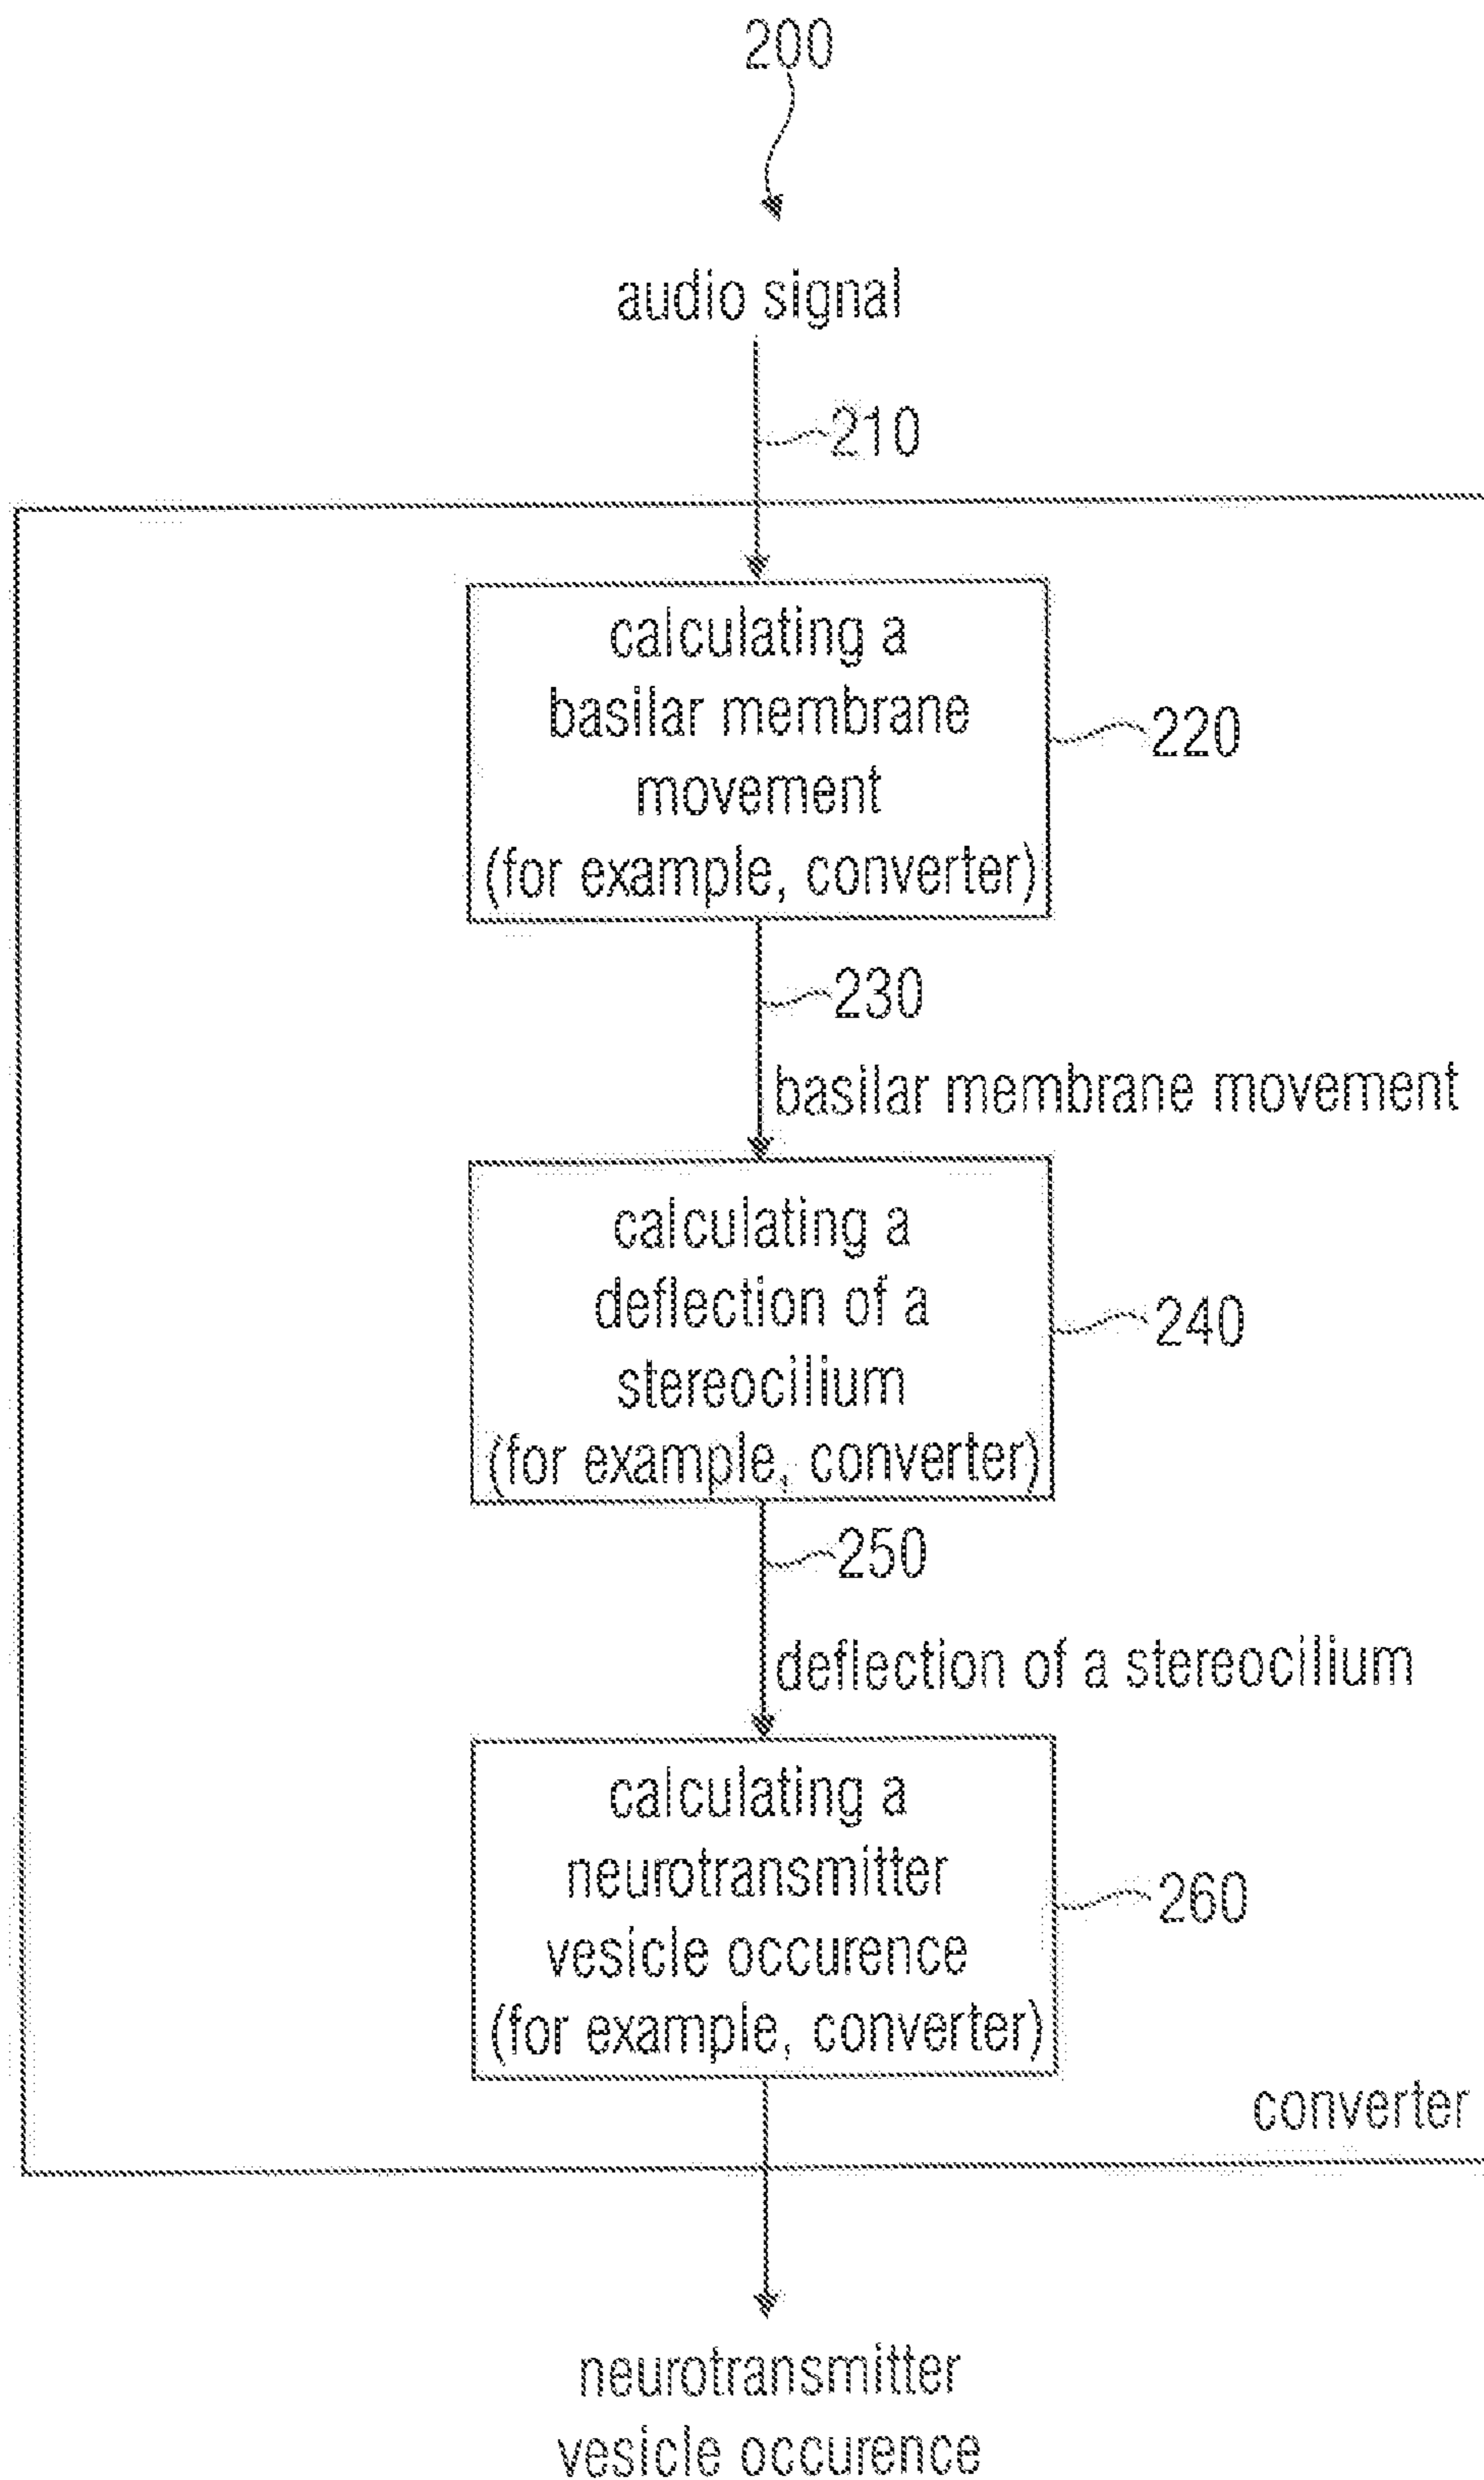 200
audio signal
210
calculating a
basilar membrane
movement
(for example, converter)
220
230
basilar membrane movement
calculating a
deflection of a
stereocilium
(for example, converter)
240
250
deflection of a stereocilium
calculating a
neurotransmitter
vesicle occurence
(for example, converter)
260
converter
neurotransmitter
vesicle occurence